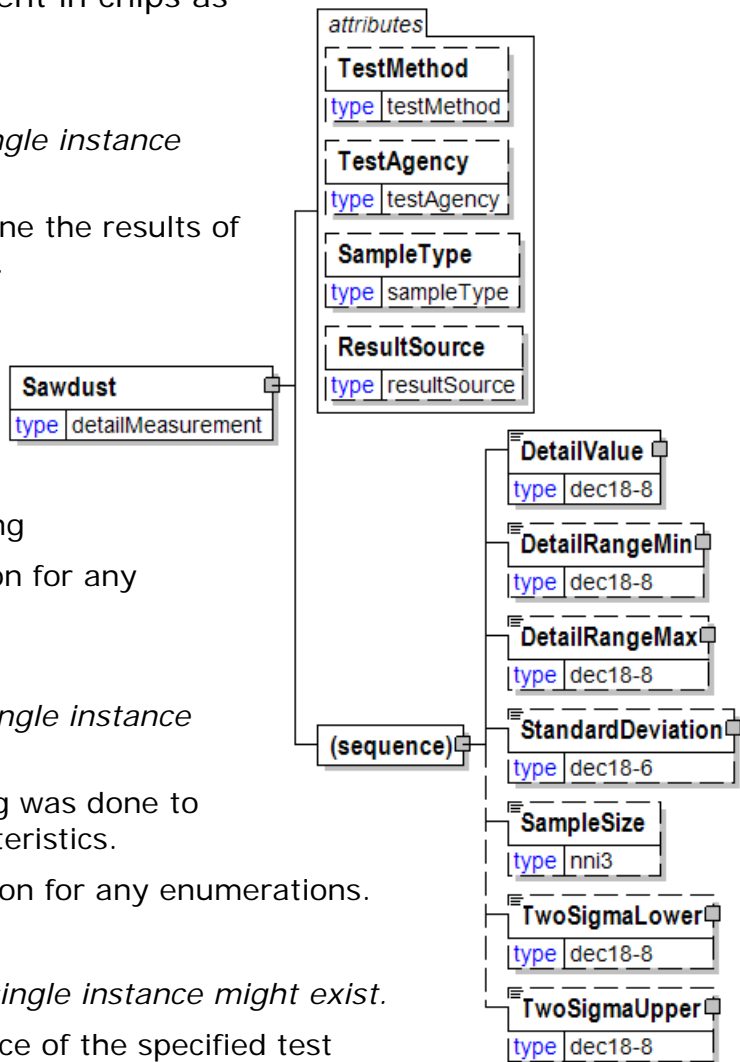 ent in chips as
ngle instance
ne the results of
.
ng
on for any
ngle instance
g was done to
teristics.
on for any enumerations.
single instance might exist.
ce of the specified test
attributes
TestMethod
type testMethod
TestAgency
type testAgency
SampleType
type sampleType
ResultSource
type resultSource
Sawdust
type detailMeasurement
(sequence)
DetailValue
type dec18-8
DetailRangeMin
type dec18-8
DetailRangeMax
type dec18-8
StandardDeviation
type dec18-6
SampleSize
type nni3
TwoSigmaLower
type dec18-8
TwoSigmaUpper
type dec18-8